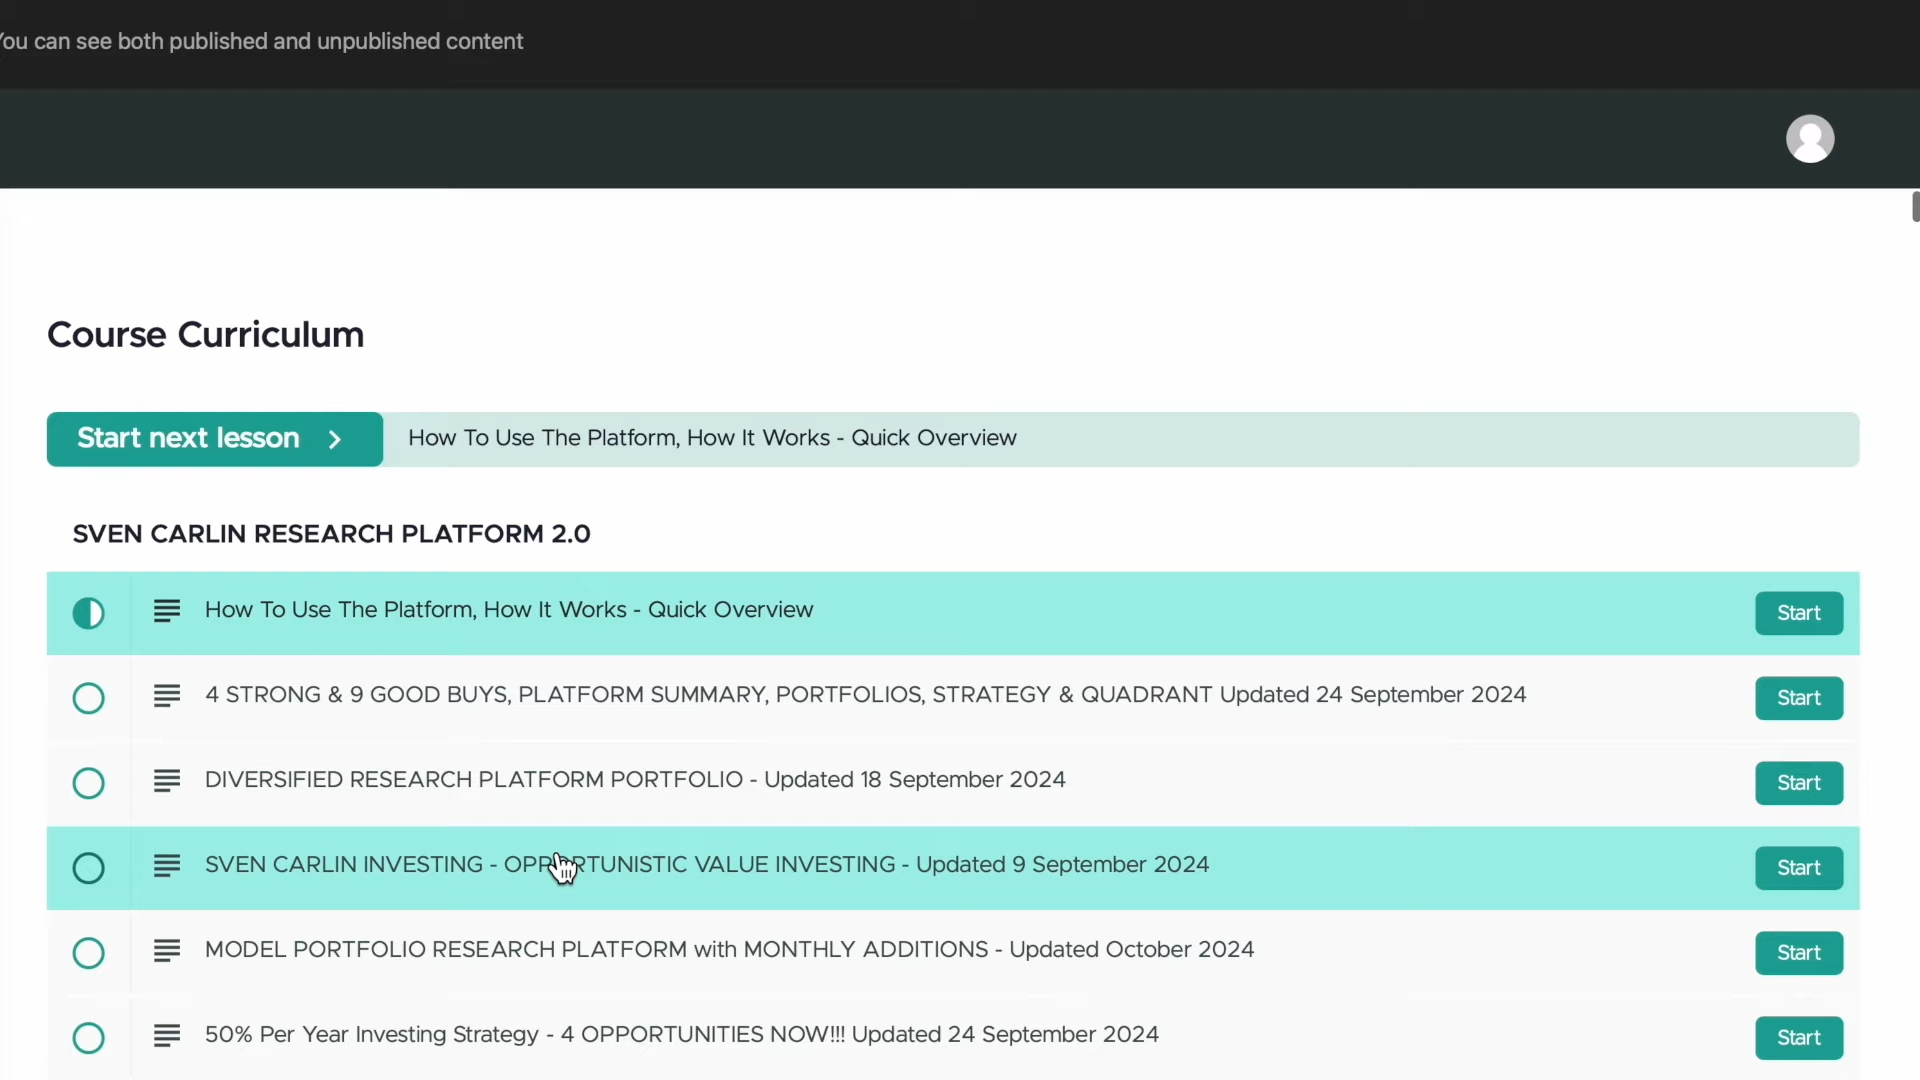 You can see both published and unpublished content
Course Curriculum
Start next lesson
How To Use The Platform, How It Works - Quick Overview
SVEN CARLIN RESEARCH PLATFORM 2.0
How To Use The Platform, How It Works - Quick Overview
Start
4 STRONG & 9 GOOD BUYS, PLATFORM SUMMARY, PORTFOLIOS, STRATEGY & QUADRANT Updated 24 September 2024
Start
DIVERSIFIED RESEARCH PLATFORM PORTFOLIO - Updated 18 September 2024
Start
SVEN CARLIN INVESTING - OPPORTUNISTIC VALUE INVESTING - Updated 9 September 2024
Start
MODEL PORTFOLIO RESEARCH PLATFORM with MONTHLY ADDITIONS - Updated October 2024
Start
50% Per Year Investing Strategy - 4 OPPORTUNITIES NOW!!! Updated 24 September 2024
Start